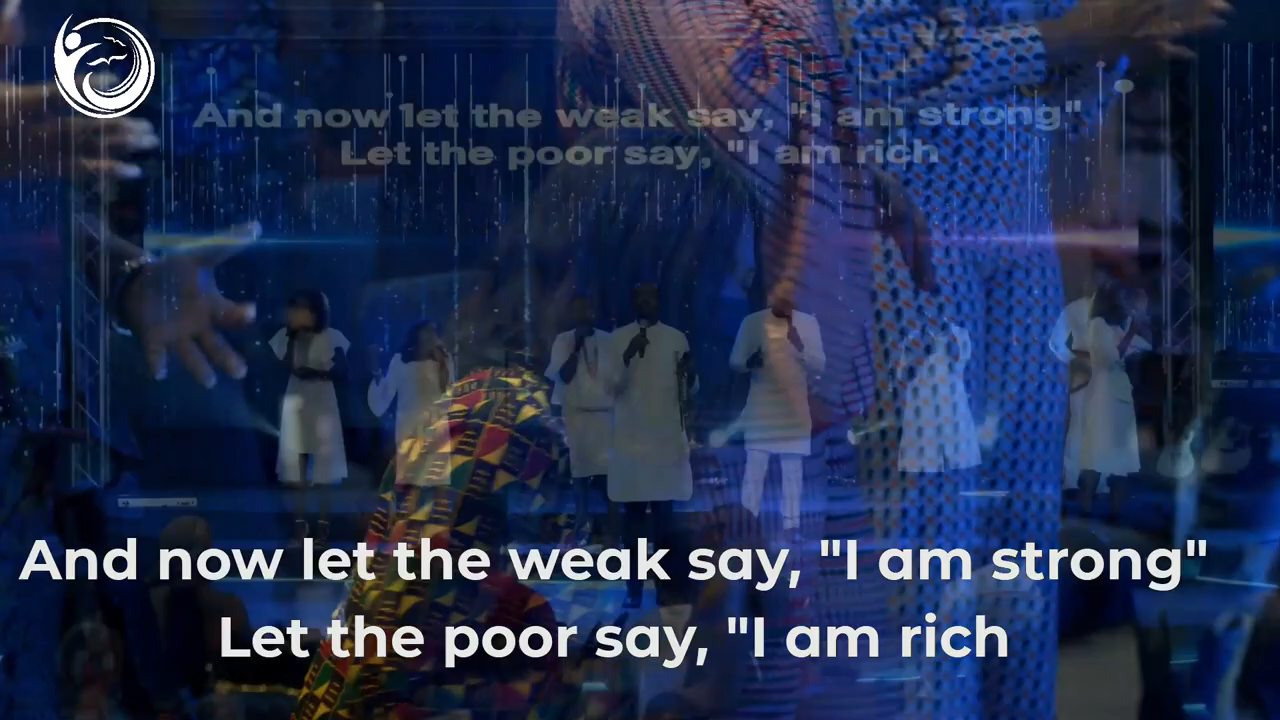 And now let the weak say, "I am strong"
Let the poor say, "I am rich
And now let the weak say, "I am strong"
Let the poor say, "I am rich